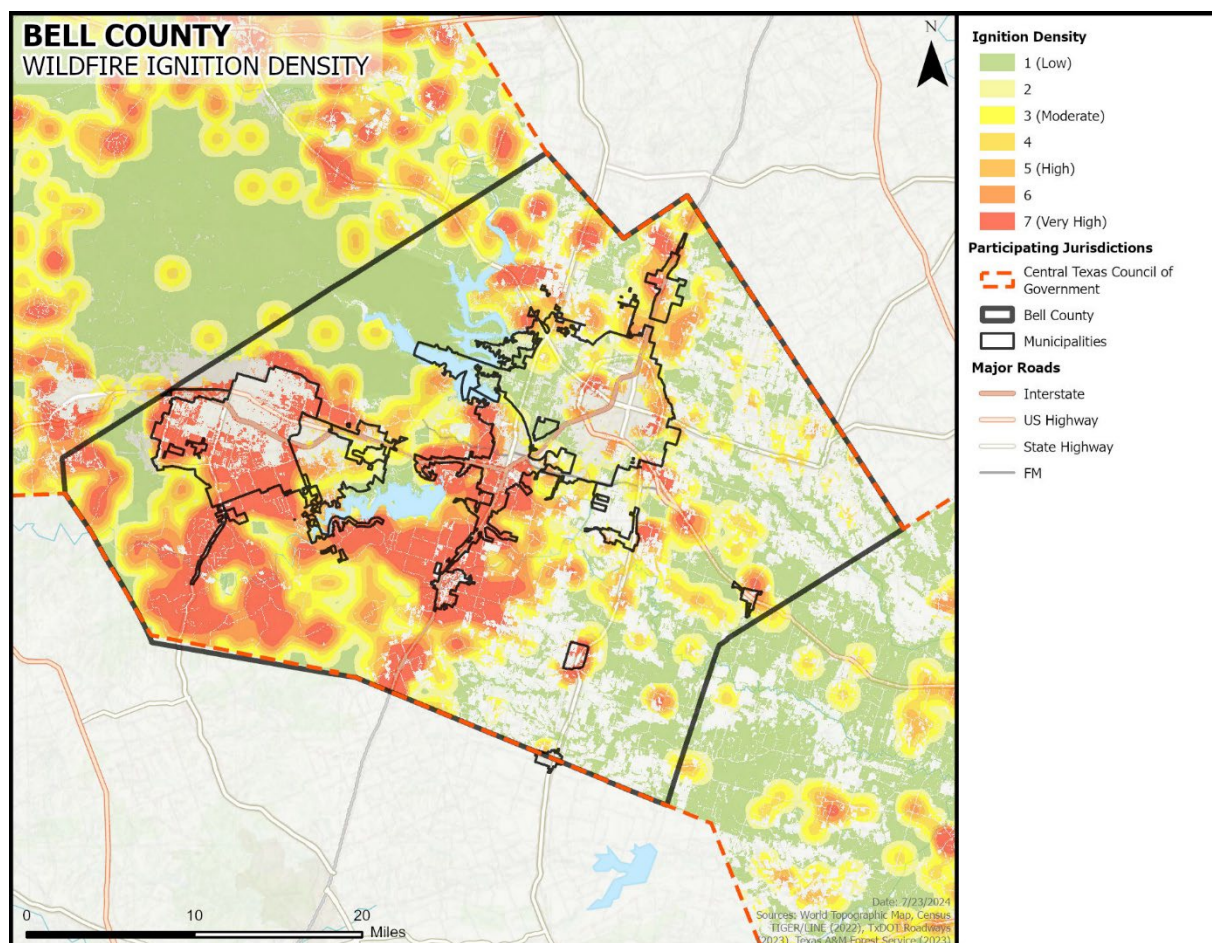 BELL COUNTY
WILDFIRE IGNITION DENSITY
N
Ignition Density
1 (Low)
2
3 (Moderate)
4
5 (High)
6
7 (Very High)
Participating Jurisdictions
Central Texas Council of
Government
Bell County
Municipalities
Major Roads
Interstate
US Highway
State Highway
FM
0 10 20
Miles
Date: 7/23/2024
Sources: World Topographic Map, Census
TIGER/LINE (2022), TxDOT Roadways
(2023), Texas A&M Forest Service (2023)